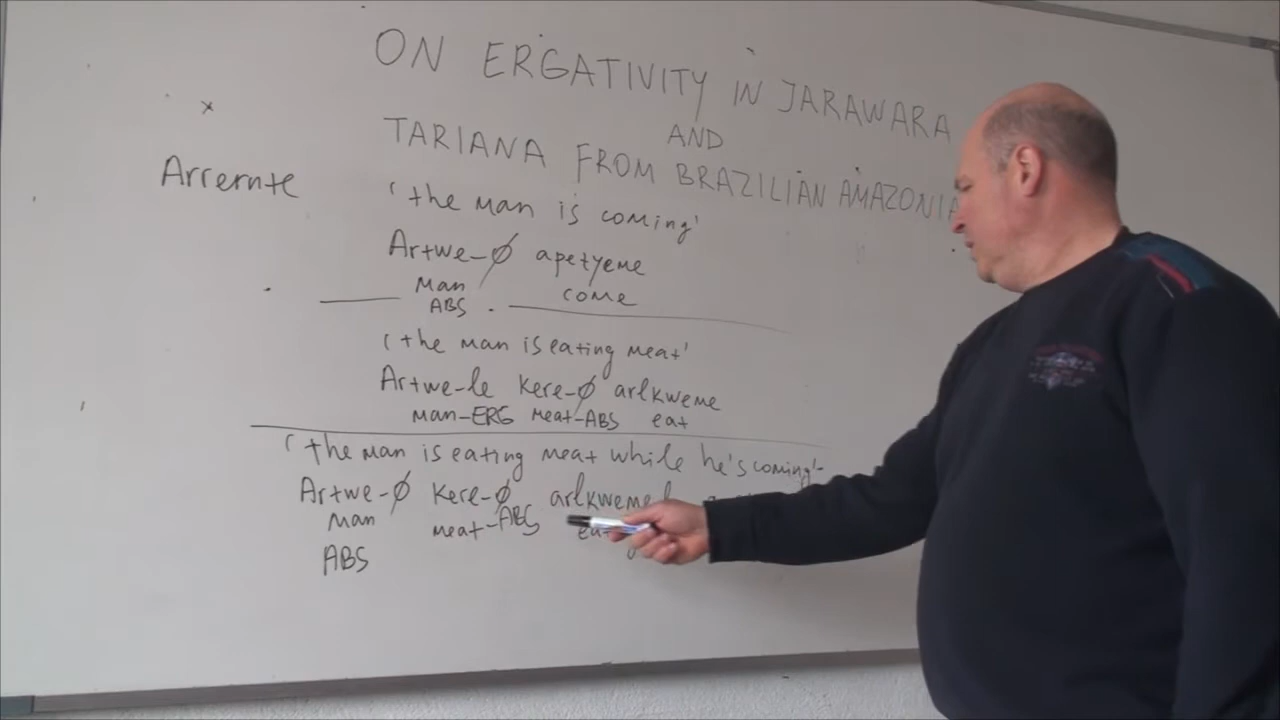 ON ERGATIVITY IN JARAWARA
AND
TARIANA FROM BRAZILIAN AMAZONIA
Arrernte
'the man is coming'
Artwe-∅ apetyeme
man come
ABS
'the man is eating meat'
Artwe-le kere-∅ arlkweme
man-ERG meat-ABS eat
'the man is eating meat while he's coming'
Artwe-∅ kere-∅
man meat-ABS
ABS